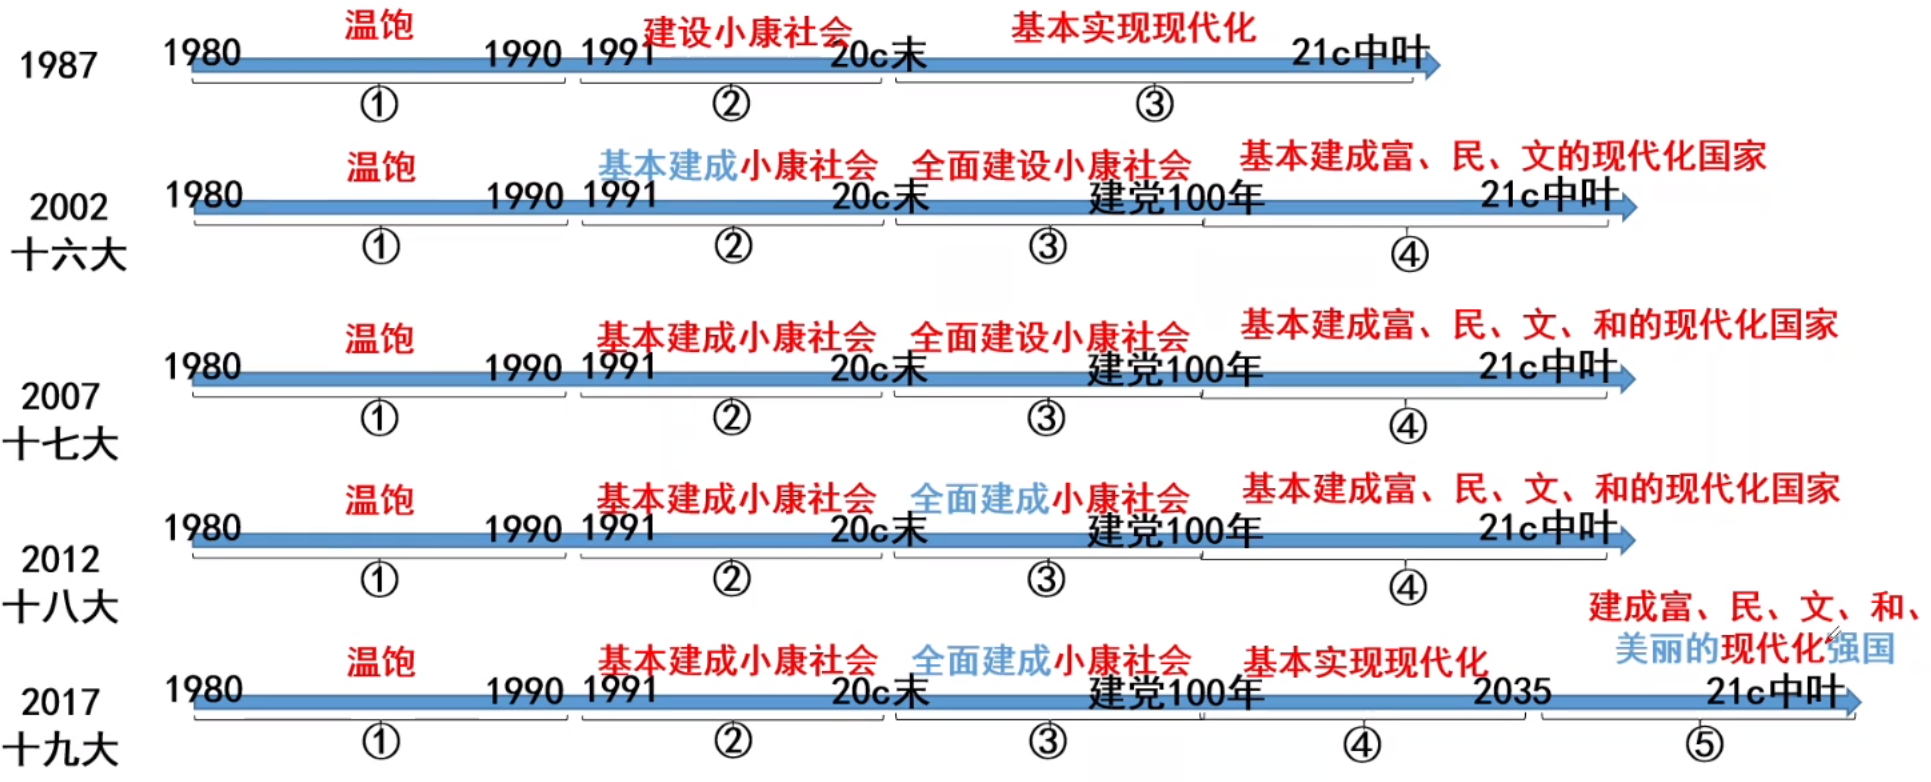 温饱 建设小康社会 基本实现现代化
1987 1980 1990 1991 20c末 21c中叶
① ② ③
温饱 基本建成小康社会 全面建设小康社会 基本建成富、民、文的现代化国家
2002 1980 1990 1991 20c末 建党100年 21c中叶
十六大 ① ② ③ ④
温饱 基本建成小康社会 全面建设小康社会 基本建成富、民、文、和的现代化国家
2007 1980 1990 1991 20c末 建党100年 21c中叶
十七大 ① ② ③ ④
温饱 基本建成小康社会 全面建成小康社会 基本建成富、民、文、和的现代化国家
2012 1980 1990 1991 20c末 建党100年 21c中叶
十八大 ① ② ③ ④
建成富、民、文、和、
温饱 基本建成小康社会 全面建成小康社会 基本实现现代化 美丽的现代化强国
2017 1980 1990 1991 20c末 建党100年 2035 21c中叶
十九大 ① ② ③ ④ ⑤